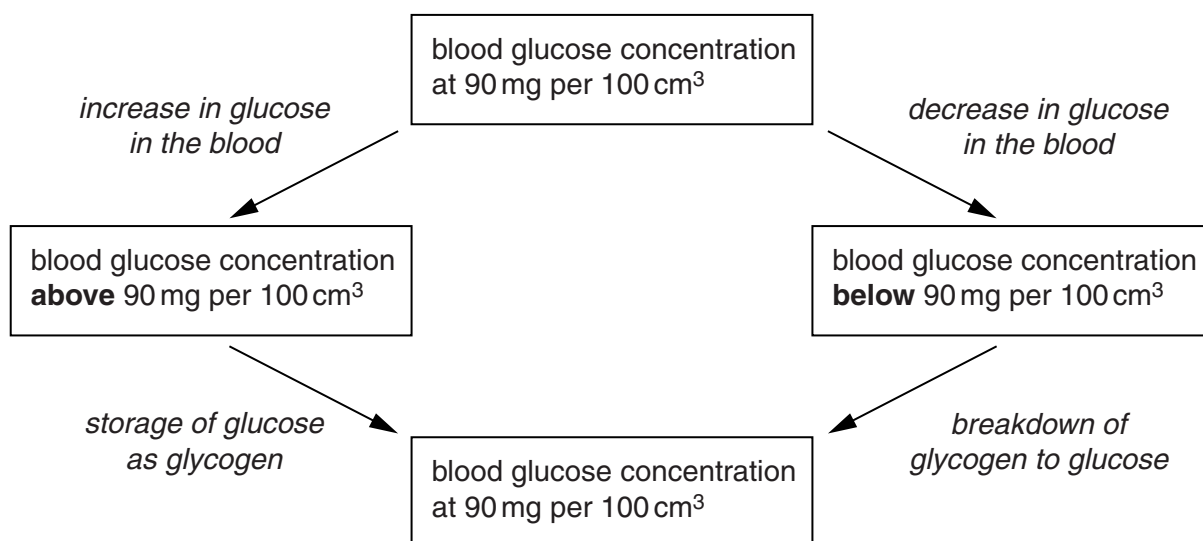 blood glucose concentration
at 90 mg per 100 cm³
increase in glucose
in the blood
decrease in glucose
in the blood
blood glucose concentration
above 90 mg per 100 cm³
blood glucose concentration
below 90 mg per 100 cm³
storage of glucose
as glycogen
breakdown of
glycogen to glucose
blood glucose concentration
at 90 mg per 100 cm³